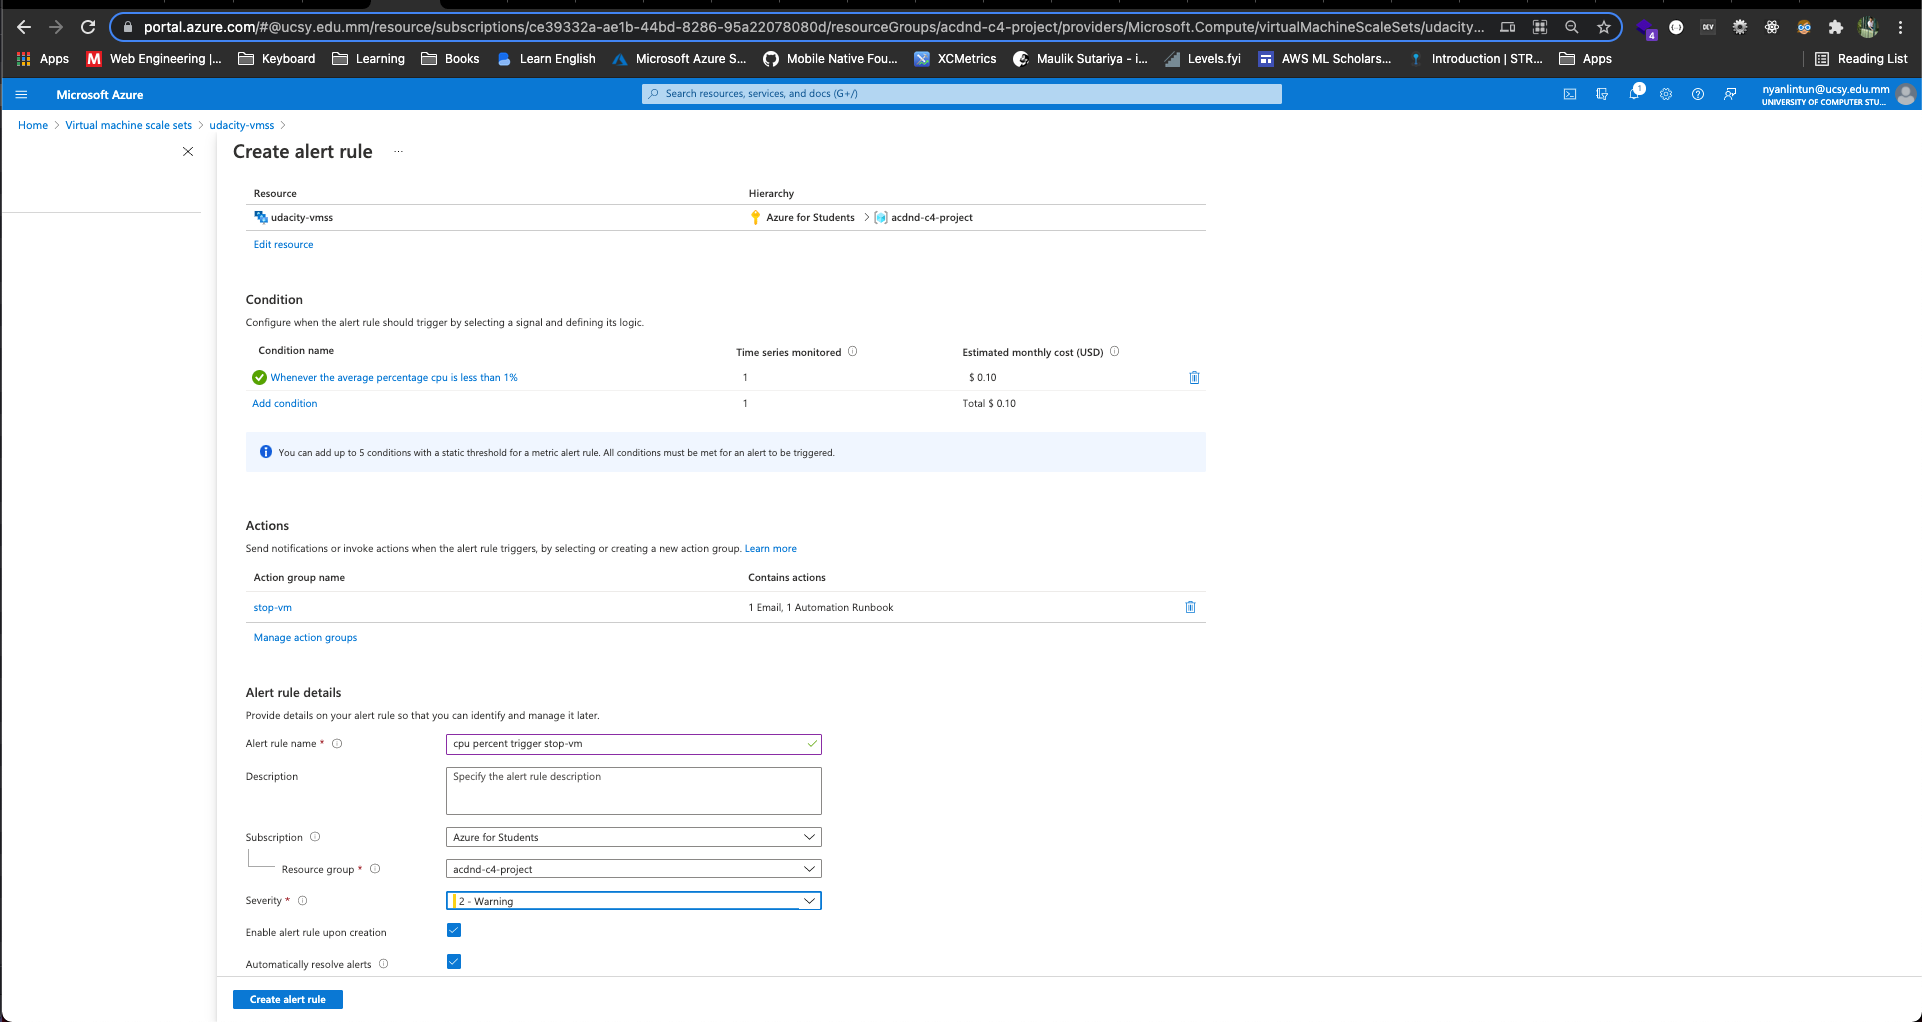 portal.azure.com/#@ucsy.edu.mm/resource/subscriptions/ce39332a-ae1b-44bd-8286-95a22078080d/resourceGroups/acdnd-c4-project/providers/Microsoft.Compute/virtualMachineScaleSets/udacity... 4 DEV
Apps M Web Engineering |... Keyboard Learning Books Learn English Microsoft Azure S... Mobile Native Fou... XCMetrics Maulik Sutariya - i... Levels.fyi AWS ML Scholars... Introduction | STR... Apps Reading List
Microsoft Azure Search resources, services, and docs (G+/) 1 nyanlintun@ucsy.edu.mm
UNIVERSITY OF COMPUTER STU...
Home > Virtual machine scale sets > udacity-vmss >
Create alert rule ...
Resource Hierarchy
udacity-vmss Azure for Students > acdnd-c4-project
Edit resource
Condition
Configure when the alert rule should trigger by selecting a signal and defining its logic.
Condition name Time series monitored Estimated monthly cost (USD)
Whenever the average percentage cpu is less than 1% 1 $ 0.10
Add condition 1 Total $ 0.10
You can add up to 5 conditions with a static threshold for a metric alert rule. All conditions must be met for an alert to be triggered.
Actions
Send notifications or invoke actions when the alert rule triggers, by selecting or creating a new action group. Learn more
Action group name Contains actions
stop-vm 1 Email, 1 Automation Runbook
Manage action groups
Alert rule details
Provide details on your alert rule so that you can identify and manage it later.
Alert rule name * cpu percent trigger stop-vm
Description Specify the alert rule description
Subscription Azure for Students
Resource group * acdnd-c4-project
Severity * 2 - Warning
Enable alert rule upon creation
Automatically resolve alerts
Create alert rule